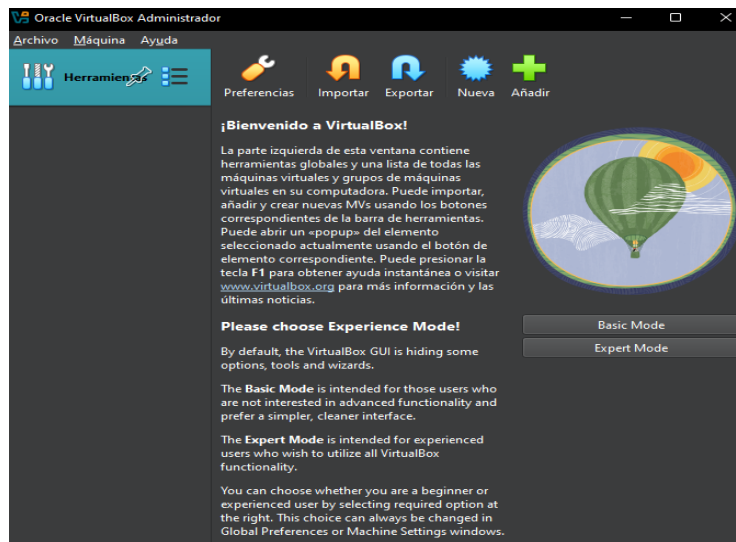 Oracle VirtualBox Administrador
Archivo Máquina Ayuda
Herramientas
Preferencias Importar Exportar Nueva Añadir
¡Bienvenido a VirtualBox!
La parte izquierda de esta ventana contiene
herramientas globales y una lista de todas las
máquinas virtuales y grupos de máquinas
virtuales en su computadora. Puede importar,
añadir y crear nuevas MVs usando los botones
correspondientes de la barra de herramientas.
Puede abrir un «popup» del elemento
seleccionado actualmente usando el botón de
elemento correspondiente. Puede presionar la
tecla F1 para obtener ayuda instantánea o visitar
www.virtualbox.org para más información y las
últimas noticias.
Please choose Experience Mode!
By default, the VirtualBox GUI is hiding some
options, tools and wizards.
The Basic Mode is intended for those users who
are not interested in advanced functionality and
prefer a simpler, cleaner interface.
The Expert Mode is intended for experienced
users who wish to utilize all VirtualBox
functionality.
You can choose whether you are a beginner or
experienced user by selecting required option at
the right. This choice can always be changed in
Global Preferences or Machine Settings windows.
Basic Mode
Expert Mode